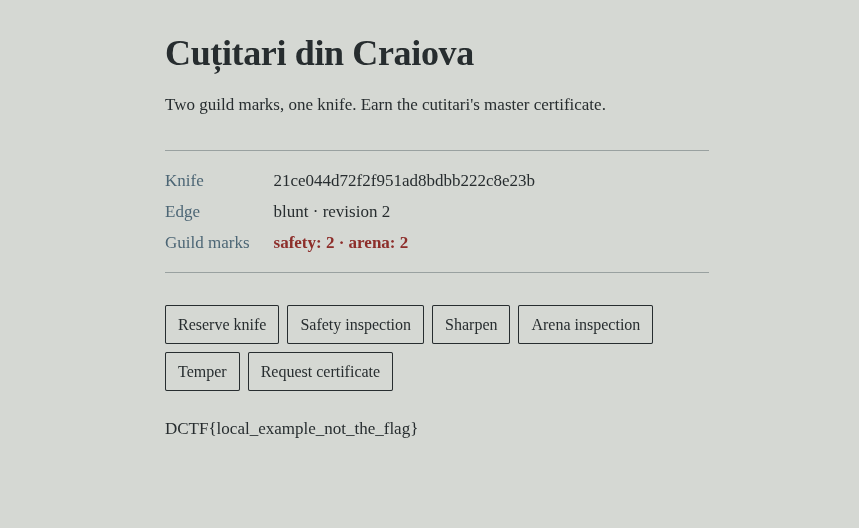 Cuțitari din Craiova
Two guild marks, one knife. Earn the cutitari's master certificate.
Knife 21ce044d72f2f951ad8bdbb222c8e23b
Edge blunt · revision 2
Guild marks safety: 2 · arena: 2
Reserve knife Safety inspection Sharpen Arena inspection
Temper Request certificate
DCTF{local_example_not_the_flag}